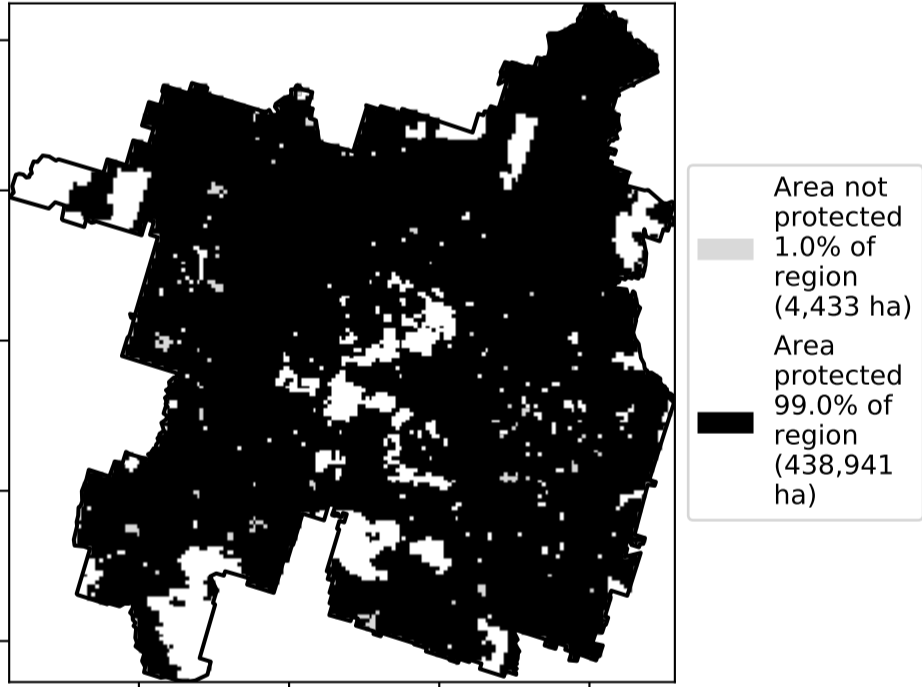 Area not
protected
1.0% of
region
(4,433 ha)
Area
protected
99.0% of
region
(438,941
ha)